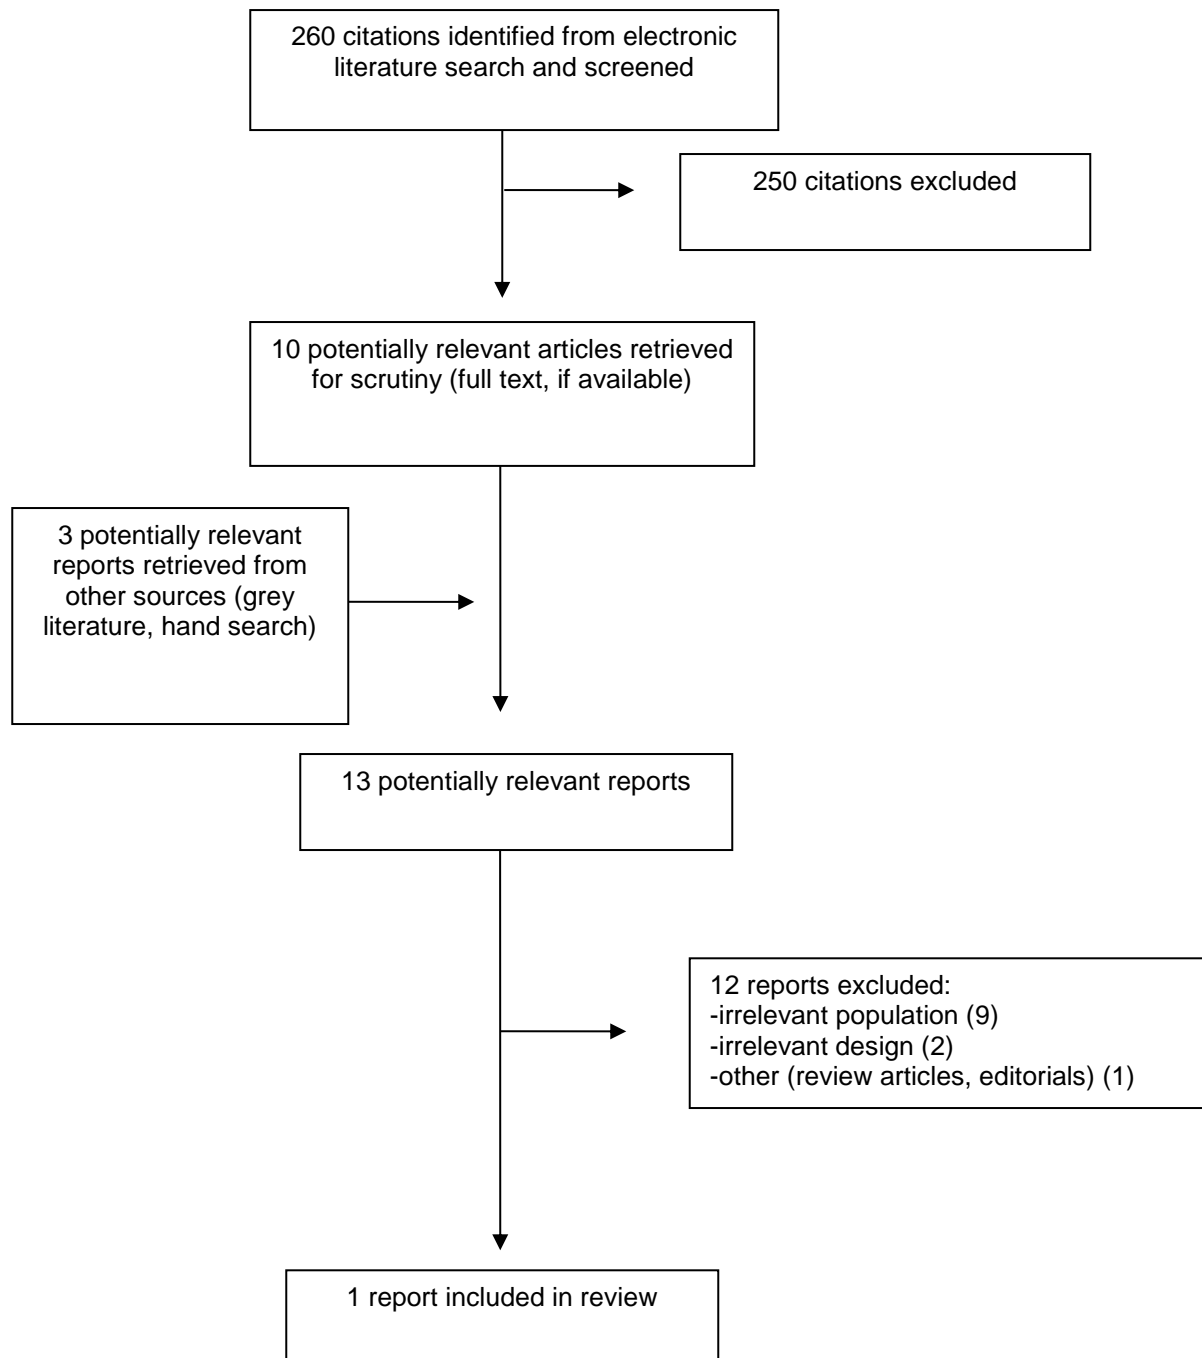 260 citations identified from electronic
literature search and screened
250 citations excluded
10 potentially relevant articles retrieved
for scrutiny (full text, if available)
3 potentially relevant
reports retrieved from
other sources (grey
literature, hand search)
13 potentially relevant reports
12 reports excluded:
-irrelevant population (9)
-irrelevant design (2)
-other (review articles, editorials) (1)
1 report included in review